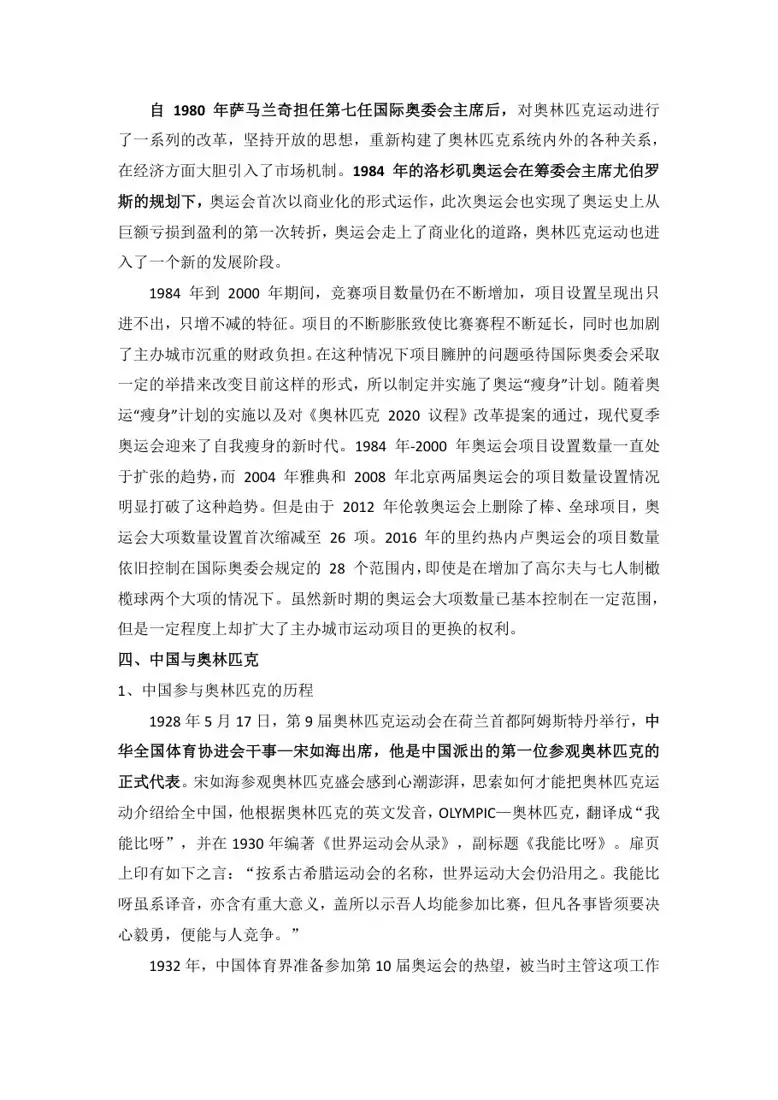 自 1980 年萨马兰奇担任第七任国际奥委会主席后，对奥林匹克运动进行
了一系列的改革，坚持开放的思想，重新构建了奥林匹克系统内外的各种关系，
在经济方面大胆引入了市场机制。1984 年的洛杉矶奥运会在筹委会主席尤伯罗
斯的规划下，奥运会首次以商业化的形式运作，此次奥运会也实现了奥运史上从
巨额亏损到盈利的第一次转折，奥运会走上了商业化的道路，奥林匹克运动也进
入了一个新的发展阶段。
1984 年到 2000 年期间，竞赛项目数量仍在不断增加，项目设置呈现出只
进不出，只增不减的特征。项目的不断膨胀致使比赛赛程不断延长，同时也加剧
了主办城市沉重的财政负担。在这种情况下项目臃肿的问题亟待国际奥委会采取
一定的举措来改变目前这样的形式，所以制定并实施了奥运“瘦身”计划。随着奥
运“瘦身”计划的实施以及对《奥林匹克 2020 议程》改革提案的通过，现代夏季
奥运会迎来了自我瘦身的新时代。1984 年-2000 年奥运会项目设置数量一直处
于扩张的趋势，而 2004 年雅典和 2008 年北京两届奥运会的项目数量设置情况
明显打破了这种趋势。但是由于 2012 年伦敦奥运会上删除了棒、垒球项目，奥
运会大项数量设置首次缩减至 26 项。2016 年的里约热内卢奥运会的项目数量
依旧控制在国际奥委会规定的 28 个范围内，即使是在增加了高尔夫与七人制橄
榄球两个大项的情况下。虽然新时期的奥运会大项数量已基本控制在一定范围，
但是一定程度上却扩大了主办城市运动项目的更换的权利。
四、中国与奥林匹克
1、中国参与奥林匹克的历程
1928 年 5 月 17 日，第 9 届奥林匹克运动会在荷兰首都阿姆斯特丹举行，中
华全国体育协进会干事—宋如海出席，他是中国派出的第一位参观奥林匹克的
正式代表。宋如海参观奥林匹克盛会感到心潮澎湃，思索如何才能把奥林匹克运
动介绍给全中国，他根据奥林匹克的英文发音，OLYMPIC—奥林匹克，翻译成“我
能比呀”，并在 1930 年编著《世界运动会丛录》，副标题《我能比呀》。扉页
上印有如下之言：“按系古希腊运动会的名称，世界运动大会仍沿用之。我能比
呀虽系译音，亦含有重大意义，盖所以示吾人均能参加比赛，但凡各事皆须要决
心毅勇，便能与人竞争。”
1932 年，中国体育界准备参加第 10 届奥运会的热望，被当时主管这项工作